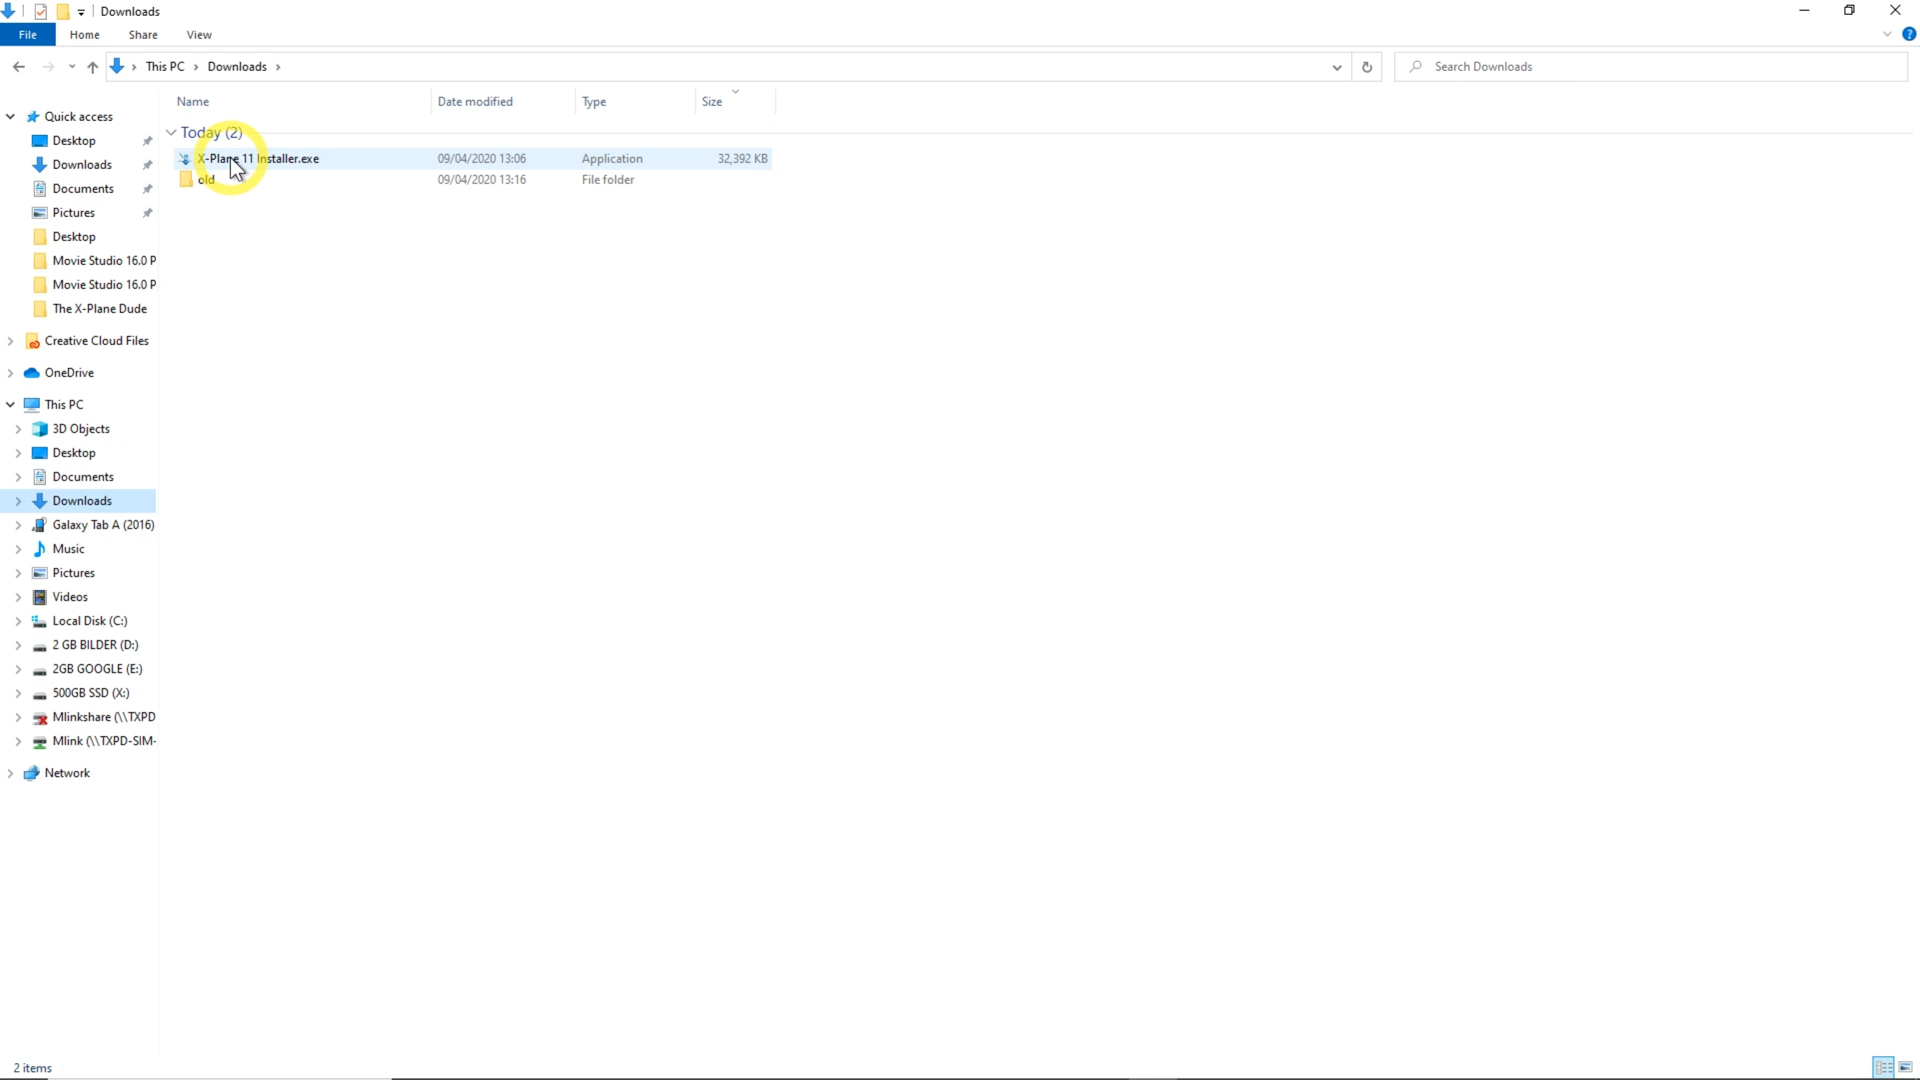 Downloads
File Home Share View
This PC Downloads
Search Downloads
Name Date modified Type Size
Today (2)
X-Plane 11 Installer.exe 09/04/2020 13:06 Application 32,392 KB
old 09/04/2020 13:16 File folder
Quick access
Desktop
Downloads
Documents
Pictures
Desktop
Movie Studio 16.0 P
Movie Studio 16.0 P
The X-Plane Dude
Creative Cloud Files
OneDrive
This PC
3D Objects
Desktop
Documents
Downloads
Galaxy Tab A (2016)
Music
Pictures
Videos
Local Disk (C:)
2 GB BILDER (D:)
2GB GOOGLE (E:)
500GB SSD (X:)
Mlinkshare (\\TXPD
Mlink (\\TXPD-SIM-
Network
2 items